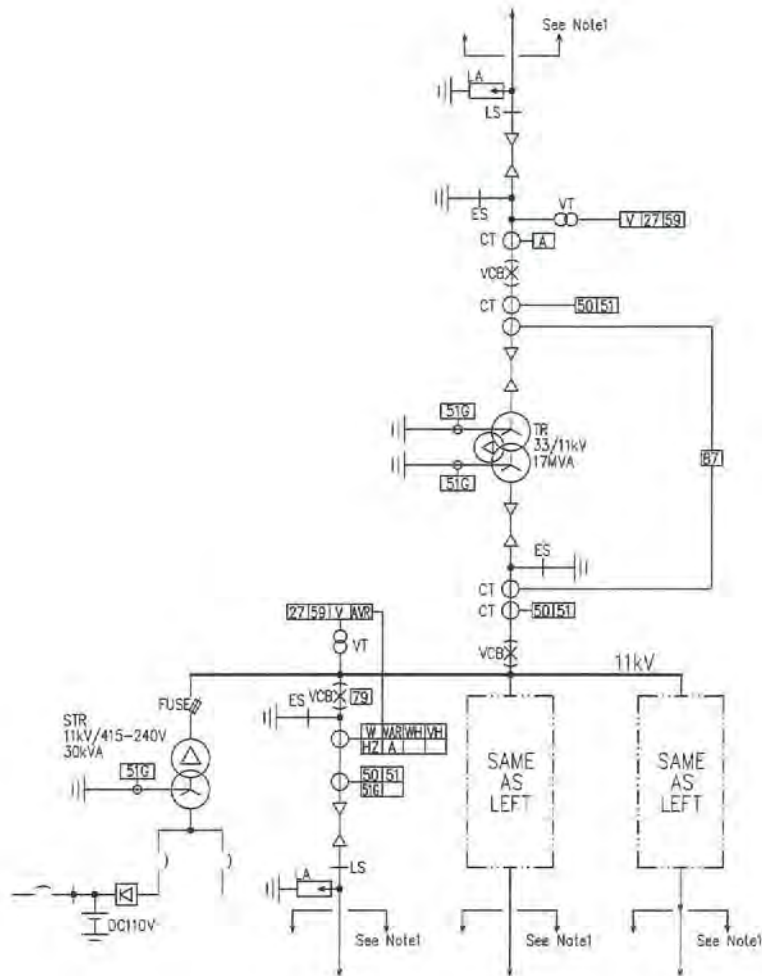 See Note1
LA
LS
ES
VT
V 27 59
CT
A
VCB
CT
50 51
51G
TR
33/11kV
17MVA
87
51G
ES
CT
CT
50 51
27 59 V AVR
VT
VCB
11kV
FUSE
ES
VCB
79
STR
11kV/415-240V
30kVA
W VAR WH VH
HZ A
51G
50 51
51G
SAME
AS
LEFT
SAME
AS
LEFT
LS
LA
DC110V
See Note1
See Note1
See Note1